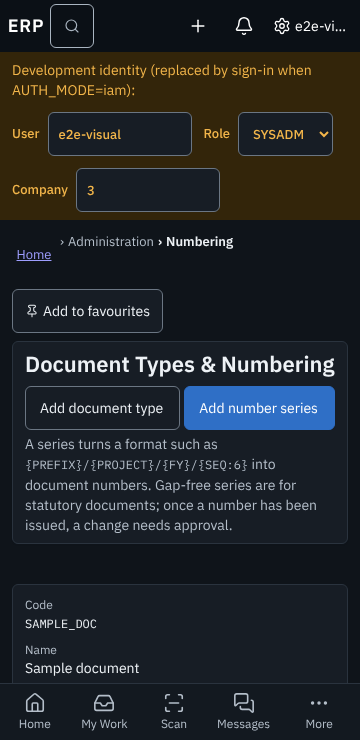 ERP e2e-vi...
Development identity (replaced by sign-in when
AUTH_MODE=iam):
User e2e-visual Role SYSADM
Company 3
Home › Administration › Numbering
Add to favourites
Document Types & Numbering
Add document type Add number series
A series turns a format such as
{PREFIX}/{PROJECT}/{FY}/{SEQ:6} into
document numbers. Gap-free series are for
statutory documents; once a number has been
issued, a change needs approval.
Code
SAMPLE_DOC
Name
Sample document
Home My Work Scan Messages More